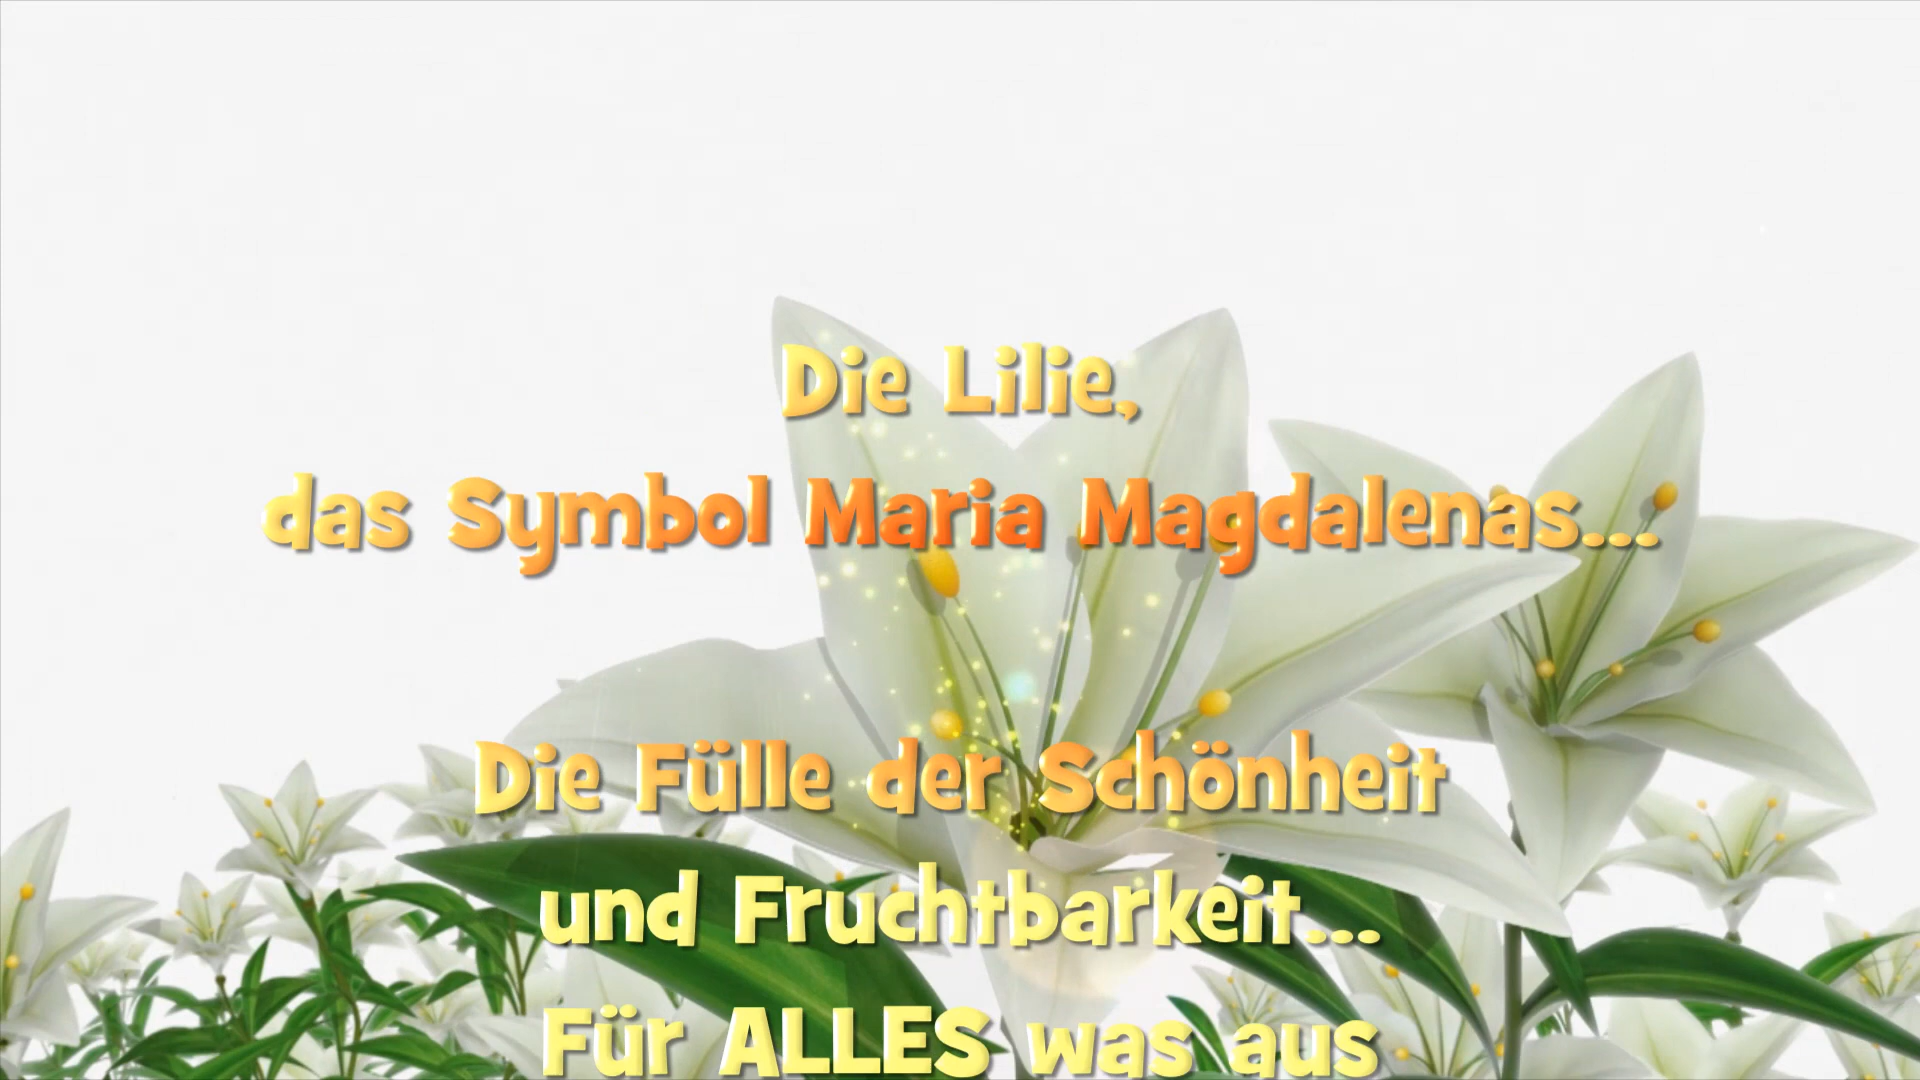 Die Lilie,
das Symbol Maria Magdalenas...
Die Fülle der Schönheit
und Fruchtbarkeit...
Für ALLES was aus